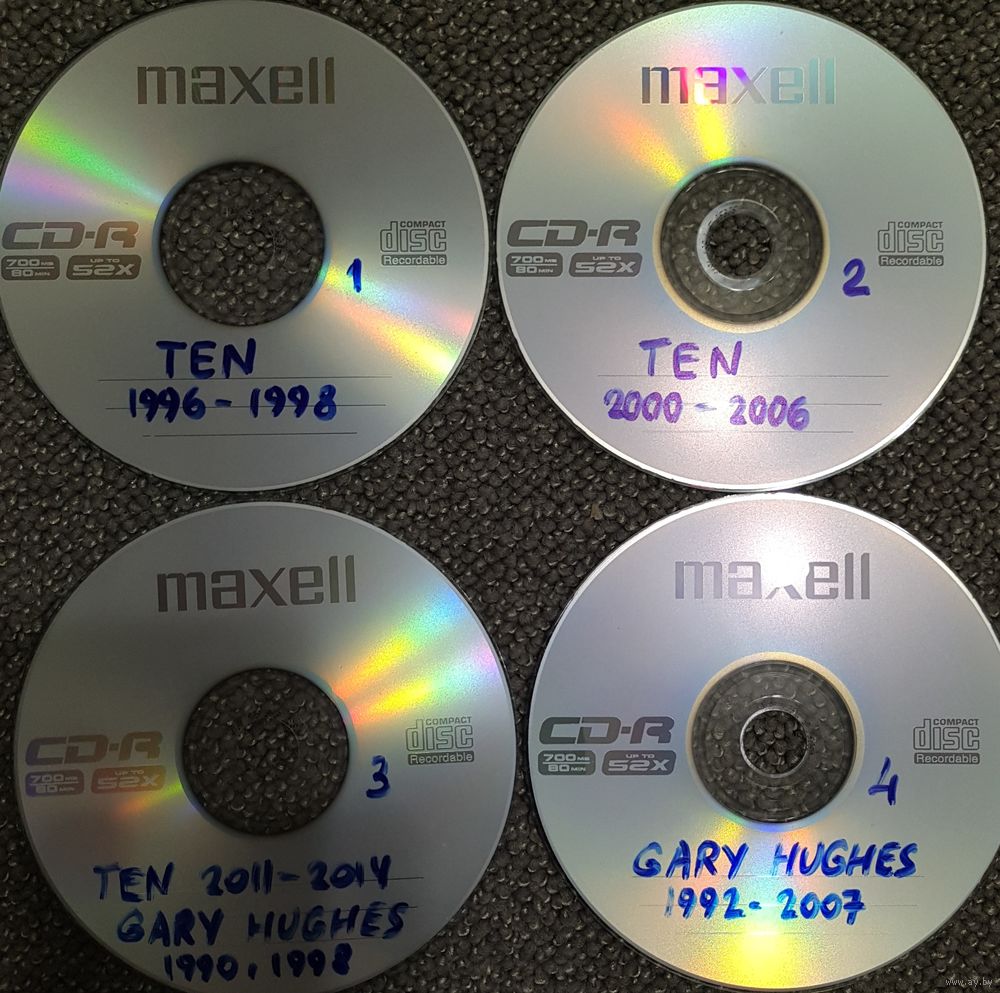 maxell
CD-R
700MB
80MIN
UP TO
52X
COMPACT
disc
Recordable
1
TEN
1996 - 1998
maxell
CD-R
700MB
80MIN
UP TO
52X
COMPACT
disc
Recordable
2
TEN
2000 - 2006
maxell
CD-R
700MB
80MIN
UP TO
52X
COMPACT
disc
Recordable
3
TEN 2011-2014
GARY HUGHES
1990, 1998
maxell
CD-R
700MB
80MIN
UP TO
52X
COMPACT
disc
Recordable
4
GARY HUGHES
1992- 2007
www.ay.by